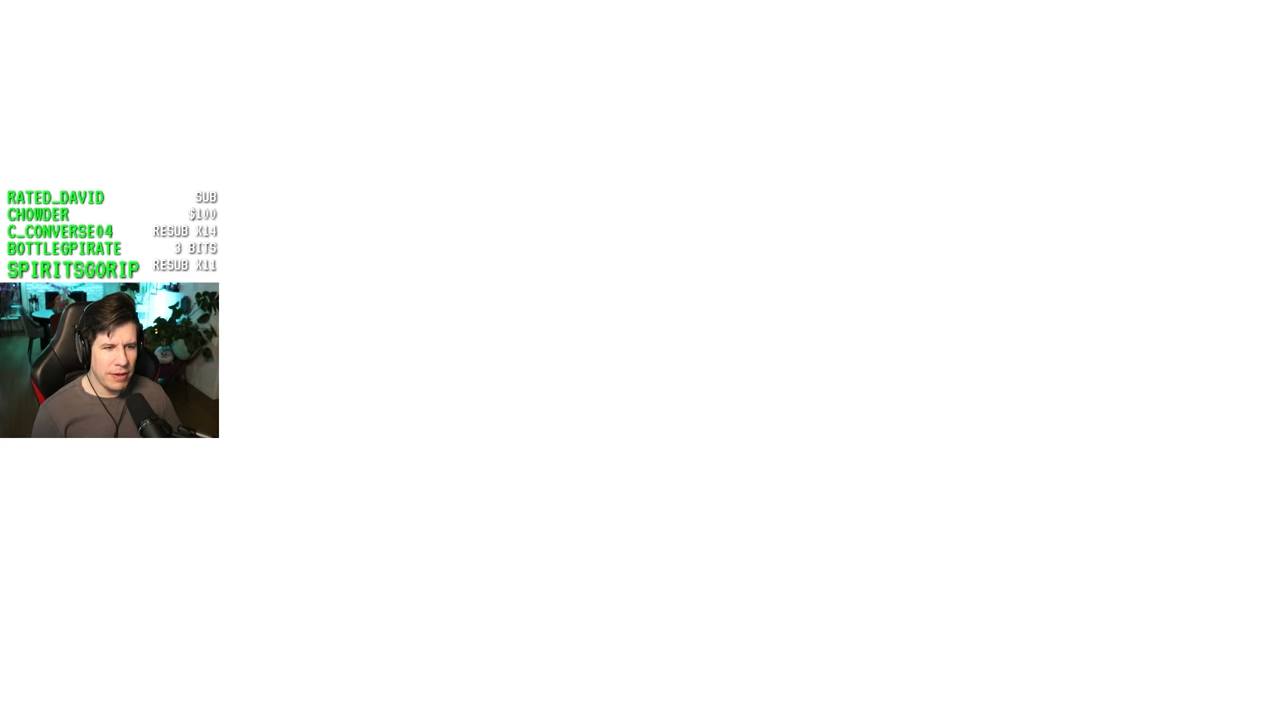 RATED_DAVID SUB
CHOWDER $100
C_CONVERSE04 RESUB X14
BOTTLEGPIRATE 3 BITS
SPIRITSGORIP RESUB X11